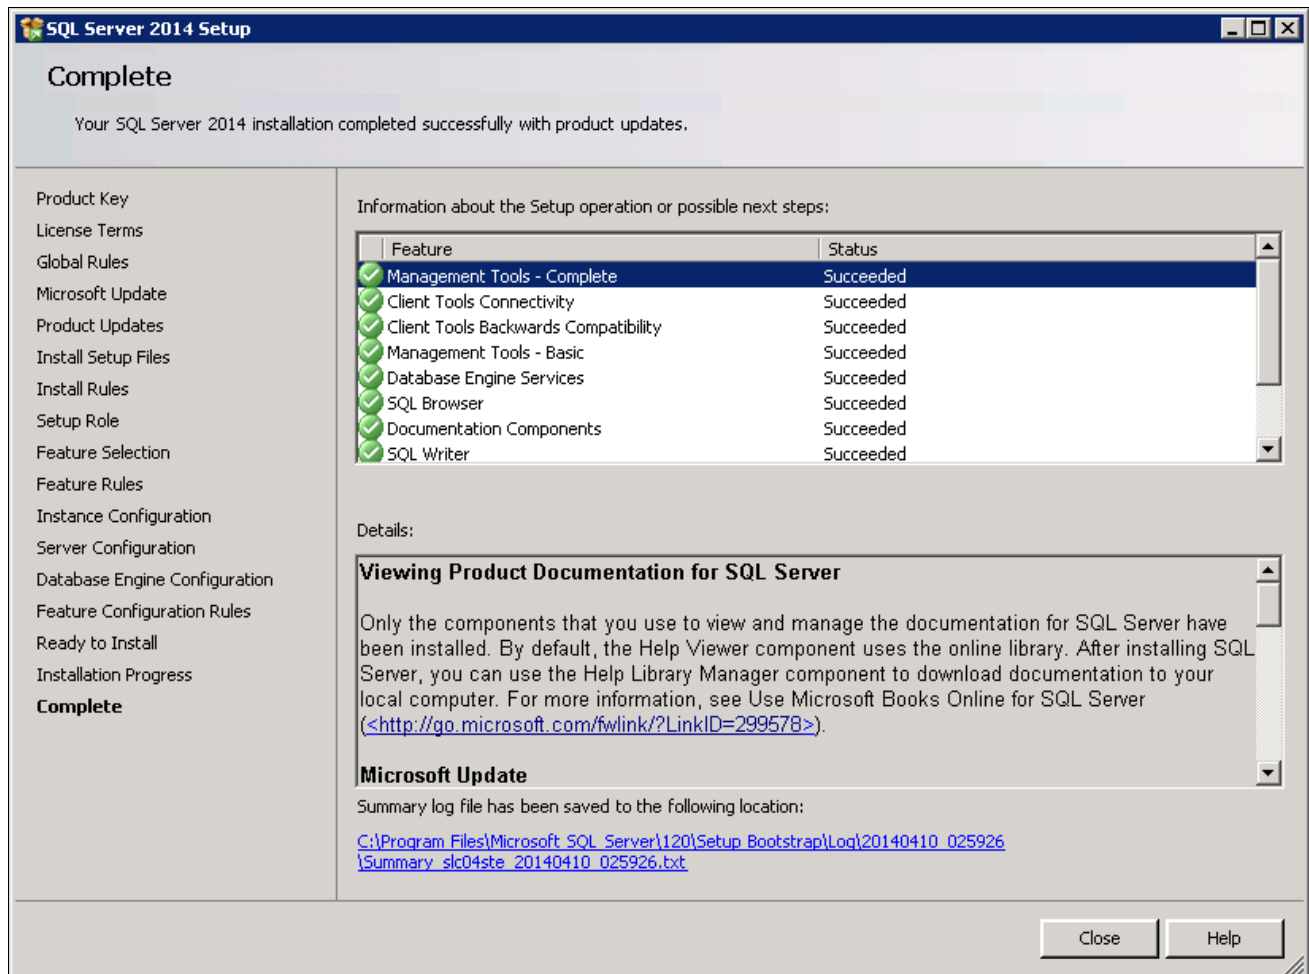 SQL Server 2014 Setup
Complete
Your SQL Server 2014 installation completed successfully with product updates.
Product Key
License Terms
Global Rules
Microsoft Update
Product Updates
Install Setup Files
Install Rules
Setup Role
Feature Selection
Feature Rules
Instance Configuration
Server Configuration
Database Engine Configuration
Feature Configuration Rules
Ready to Install
Installation Progress
Complete
Information about the Setup operation or possible next steps:
Feature Status
Management Tools - Complete Succeeded
Client Tools Connectivity Succeeded
Client Tools Backwards Compatibility Succeeded
Management Tools - Basic Succeeded
Database Engine Services Succeeded
SQL Browser Succeeded
Documentation Components Succeeded
SQL Writer Succeeded
Details:
Viewing Product Documentation for SQL Server
Only the components that you use to view and manage the documentation for SQL Server have
been installed. By default, the Help Viewer component uses the online library. After installing SQL
Server, you can use the Help Library Manager component to download documentation to your
local computer. For more information, see Use Microsoft Books Online for SQL Server
(<http://go.microsoft.com/fwlink/?LinkID=299578>).
Microsoft Update
Summary log file has been saved to the following location:
C:\Program Files\Microsoft SQL Server\120\Setup Bootstrap\Log\20140410_025926
\Summary_slc04ste_20140410_025926.txt
Close Help